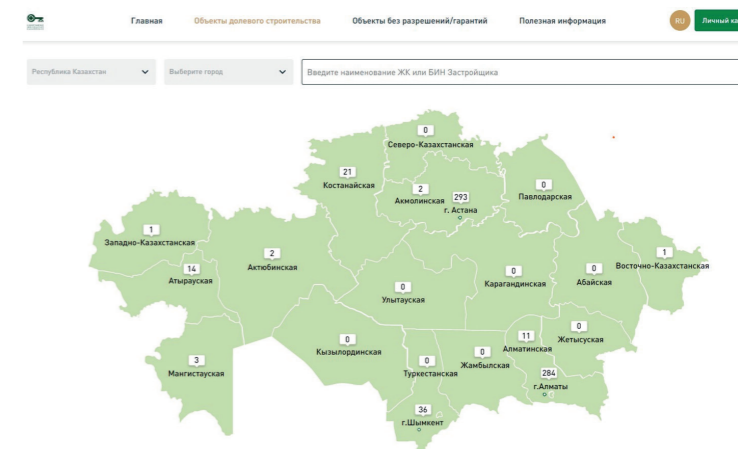 Главная
Объекты долевого строительства
Объекты без разрешений/гарантий
Полезная информация
RU
Личный ка
Республика Казахстан
Выберите город
Введите наименование ЖК или БИН Застройщика
0
Северо-Казахстанская
21
Костанайская
2
Акмолинская
293
г. Астана
0
Павлодарская
1
Западно-Казахстанская
14
Атырауская
2
Актюбинская
0
Улытауская
0
Карагандинская
0
Абайская
1
Восточно-Казахстанская
3
Мангистауская
0
Кызылординская
0
Туркестанская
0
Жамбылская
11
Алматинская
0
Жетысуская
284
г.Алматы
36
г.Шымкент